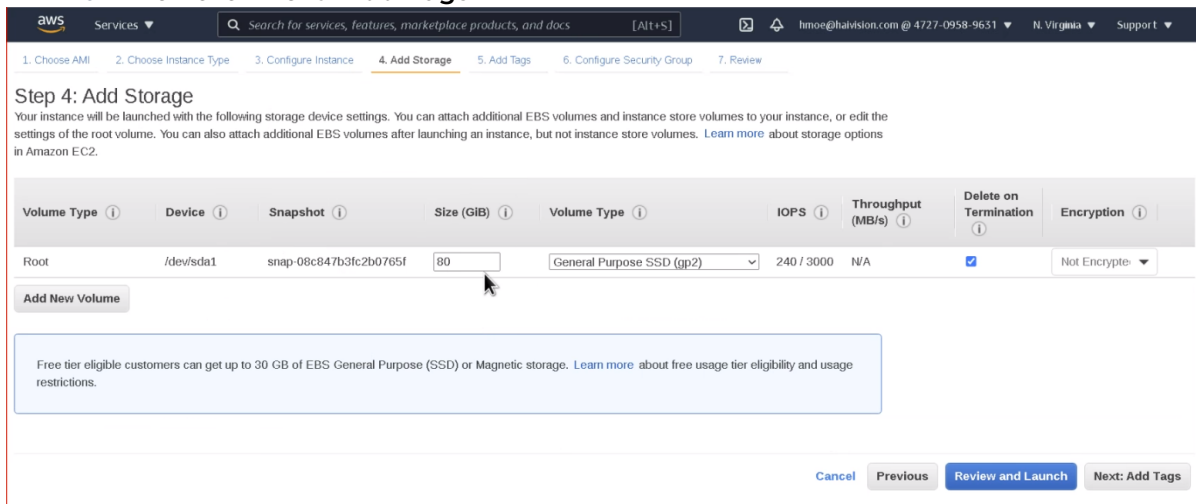 aws Services Search for services, features, marketplace products, and docs [Alt+S] hmoe@haivision.com @ 4727-0958-9631 N. Virginia Support
1. Choose AMI 2. Choose Instance Type 3. Configure Instance 4. Add Storage 5. Add Tags 6. Configure Security Group 7. Review
Step 4: Add Storage
Your instance will be launched with the following storage device settings. You can attach additional EBS volumes and instance store volumes to your instance, or edit the
settings of the root volume. You can also attach additional EBS volumes after launching an instance, but not instance store volumes. Learn more about storage options
in Amazon EC2.
Volume Type Device Snapshot Size (GiB) Volume Type IOPS Throughput (MB/s) Delete on Termination Encryption
Root /dev/sda1 snap-08c847b3fc2b0765f 80 General Purpose SSD (gp2) 240 / 3000 N/A Not Encrypte
Add New Volume
Free tier eligible customers can get up to 30 GB of EBS General Purpose (SSD) or Magnetic storage. Learn more about free usage tier eligibility and usage
restrictions.
Cancel Previous Review and Launch Next: Add Tags